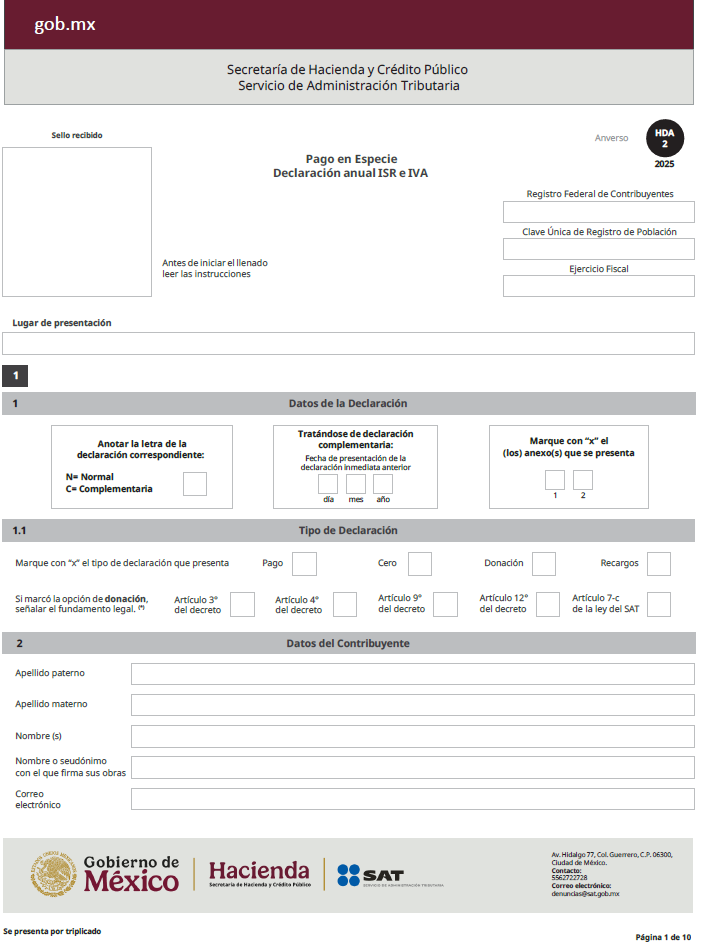 gob.mx
Secretaría de Hacienda y Crédito Público
Servicio de Administración Tributaria
Sello recibido
Anverso
HDA
2
2025
Pago en Especie
Declaración anual ISR e IVA
Registro Federal de Contribuyentes
Clave Única de Registro de Población
Antes de iniciar el llenado
leer las instrucciones
Ejercicio Fiscal
Lugar de presentación
1
1 Datos de la Declaración
Anotar la letra de la
declaración correspondiente:
N= Normal
C= Complementaria
Tratándose de declaración
complementaria:
Fecha de presentación de la
declaración inmediata anterior
día mes año
Marque con “x” el
(los) anexo(s) que se presenta
1 2
1.1 Tipo de Declaración
Marque con “x” el tipo de declaración que presenta Pago Cero Donación Recargos
Si marcó la opción de donación,
señalar el fundamento legal. (*)
Artículo 3°
del decreto
Artículo 4°
del decreto
Artículo 9°
del decreto
Artículo 12°
del decreto
Artículo 7-c
de la ley del SAT
2 Datos del Contribuyente
Apellido paterno
Apellido materno
Nombre (s)
Nombre o seudónimo
con el que firma sus obras
Correo
electrónico
ESTADOS UNIDOS MEXICANOS
Gobierno de
México
Hacienda
Secretaría de Hacienda y Crédito Público
SAT
SERVICIO DE ADMINISTRACIÓN TRIBUTARIA
Av. Hidalgo 77, Col. Guerrero, C.P. 06300,
Ciudad de México.
Contacto:
5562722728
Correo electrónico:
denuncias@sat.gob.mx
Se presenta por triplicado
Página 1 de 10